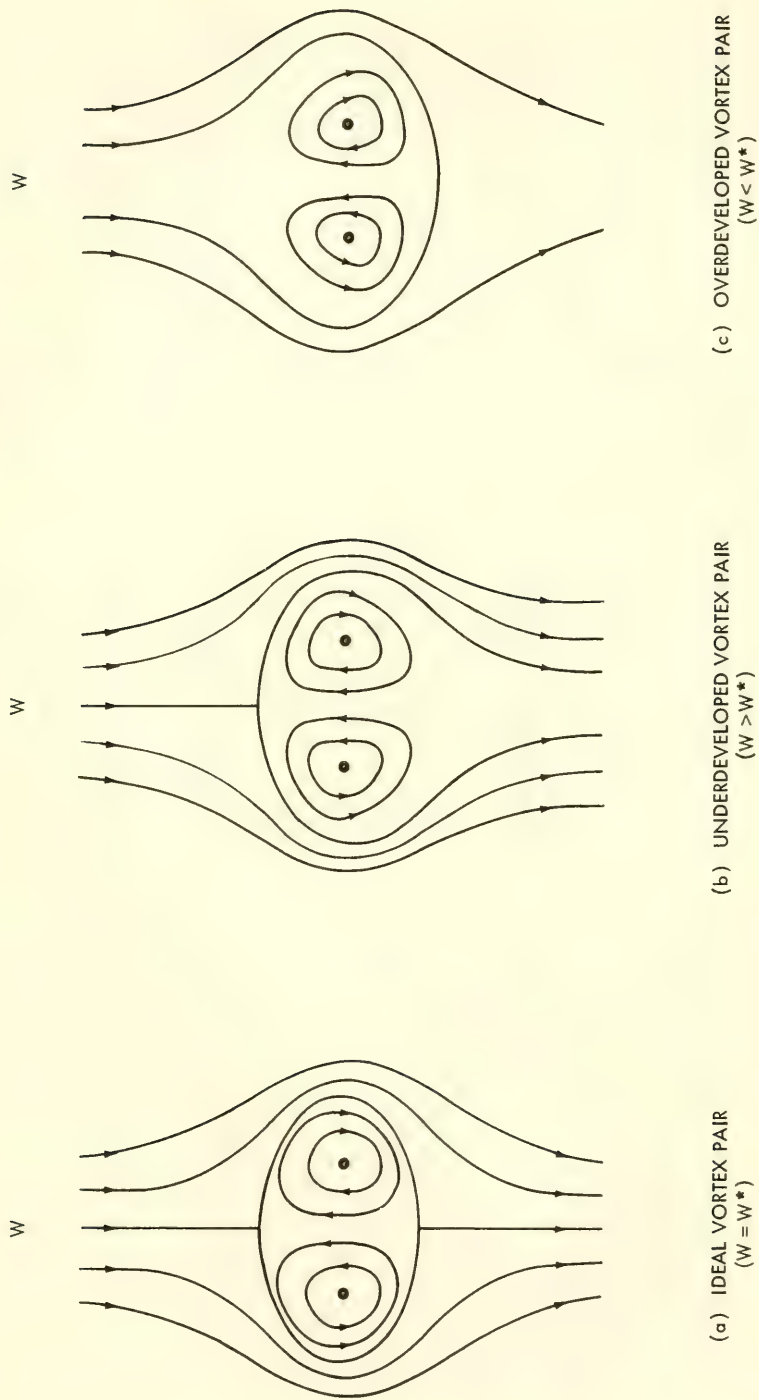 W
W
W
(a) IDEAL VORTEX PAIR
(W = W*)
(b) UNDERDEVELOPED VORTEX PAIR
(W > W*)
(c) OVERDEVELOPED VORTEX PAIR
(W < W*)